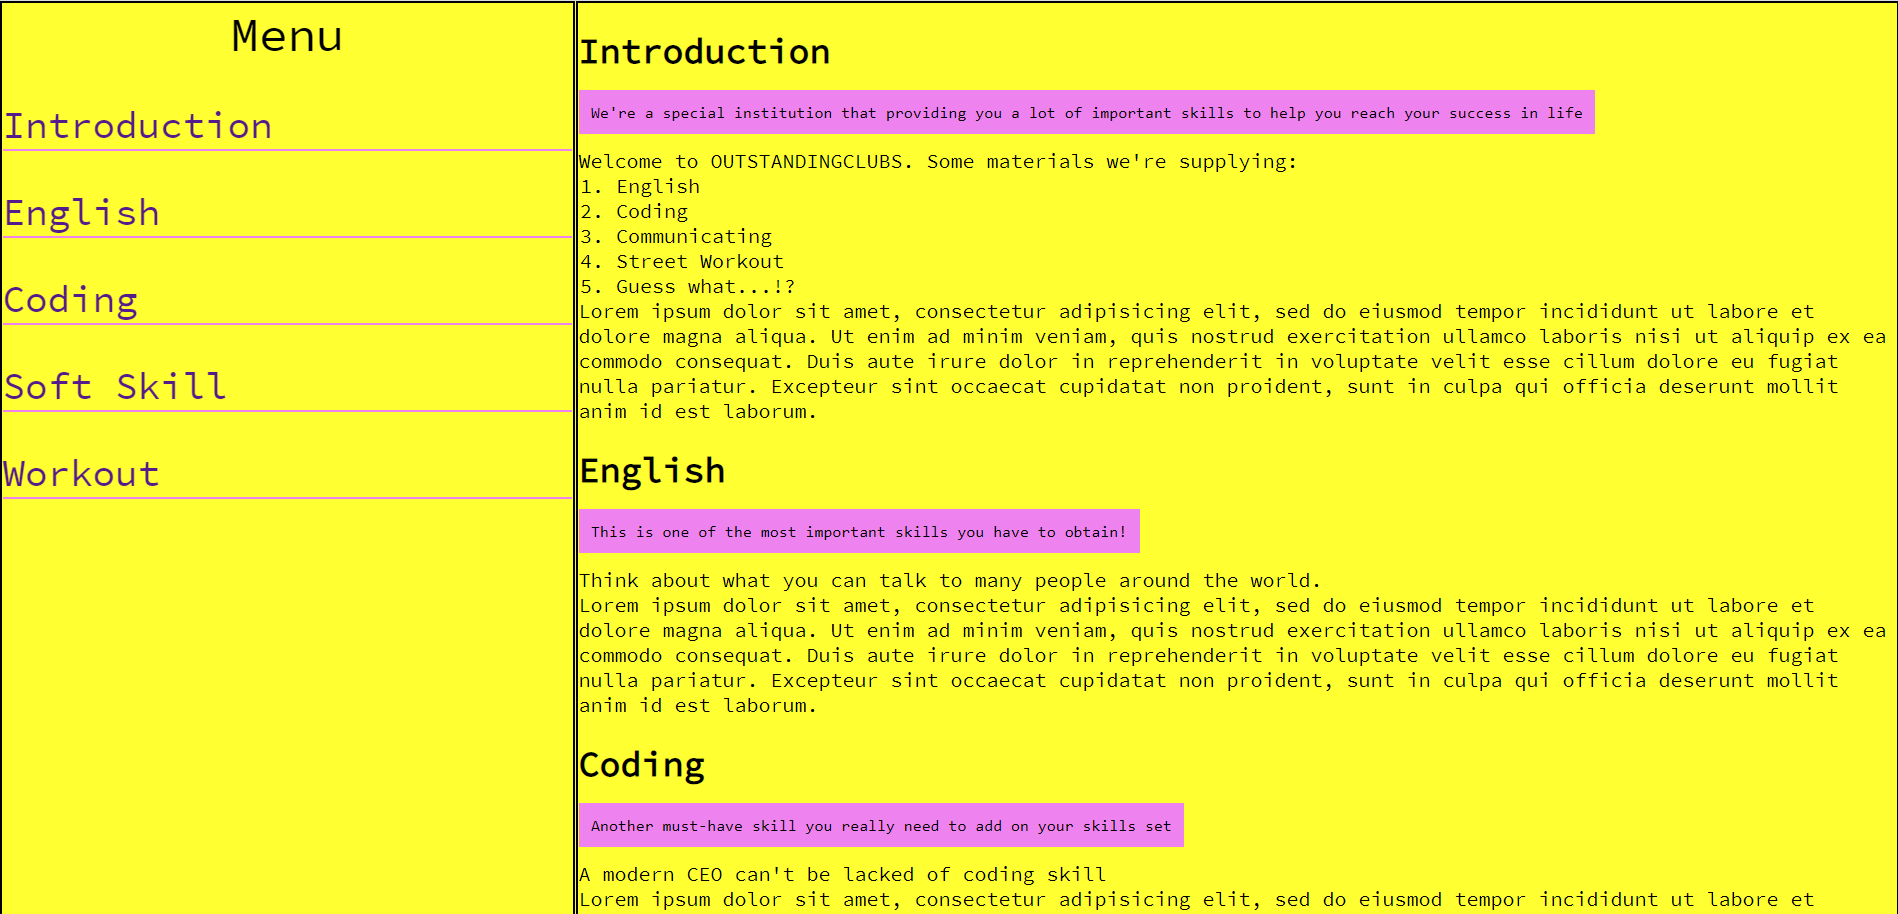 Menu
Introduction
English
Coding
Soft Skill
Workout
Introduction
We're a special institution that providing you a lot of important skills to help you reach your success in life
Welcome to OUTSTANDINGCLUBS. Some materials we're supplying:
1. English
2. Coding
3. Communicating
4. Street Workout
5. Guess what...!?
Lorem ipsum dolor sit amet, consectetur adipisicing elit, sed do eiusmod tempor incididunt ut labore et
dolore magna aliqua. Ut enim ad minim veniam, quis nostrud exercitation ullamco laboris nisi ut aliquip ex ea
commodo consequat. Duis aute irure dolor in reprehenderit in voluptate velit esse cillum dolore eu fugiat
nulla pariatur. Excepteur sint occaecat cupidatat non proident, sunt in culpa qui officia deserunt mollit
anim id est laborum.
English
This is one of the most important skills you have to obtain!
Think about what you can talk to many people around the world.
Lorem ipsum dolor sit amet, consectetur adipisicing elit, sed do eiusmod tempor incididunt ut labore et
dolore magna aliqua. Ut enim ad minim veniam, quis nostrud exercitation ullamco laboris nisi ut aliquip ex ea
commodo consequat. Duis aute irure dolor in reprehenderit in voluptate velit esse cillum dolore eu fugiat
nulla pariatur. Excepteur sint occaecat cupidatat non proident, sunt in culpa qui officia deserunt mollit
anim id est laborum.
Coding
Another must-have skill you really need to add on your skills set
A modern CEO can't be lacked of coding skill
Lorem ipsum dolor sit amet, consectetur adipisicing elit, sed do eiusmod tempor incididunt ut labore et